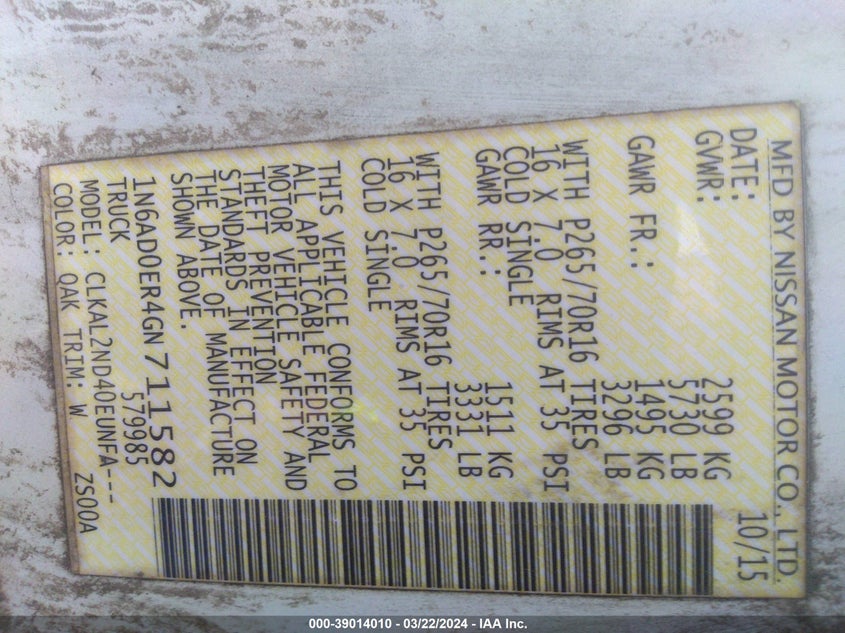 MFD BY NISSAN MOTOR CO., LTD.
DATE: 10/15
GVWR: 2599 KG
5730 LB
GAWR FR.: 1495 KG
3296 LB
WITH P265/70R16 TIRES
16 X 7.0 RIMS AT 35 PSI
COLD SINGLE
GAWR RR.: 1511 KG
3331 LB
WITH P265/70R16 TIRES
16 X 7.0 RIMS AT 35 PSI
COLD SINGLE
THIS VEHICLE CONFORMS TO
ALL APPLICABLE FEDERAL
MOTOR VEHICLE SAFETY AND
THEFT PREVENTION
STANDARDS IN EFFECT ON
THE DATE OF MANUFACTURE
SHOWN ABOVE.
1N6AD0ER4GN711582
TRUCK 579985
MODEL: CLKAL2ND40EUNFA---
COLOR: QAK TRIM: W ZS00A
000-39014010 - 03/22/2024 - IAA Inc.